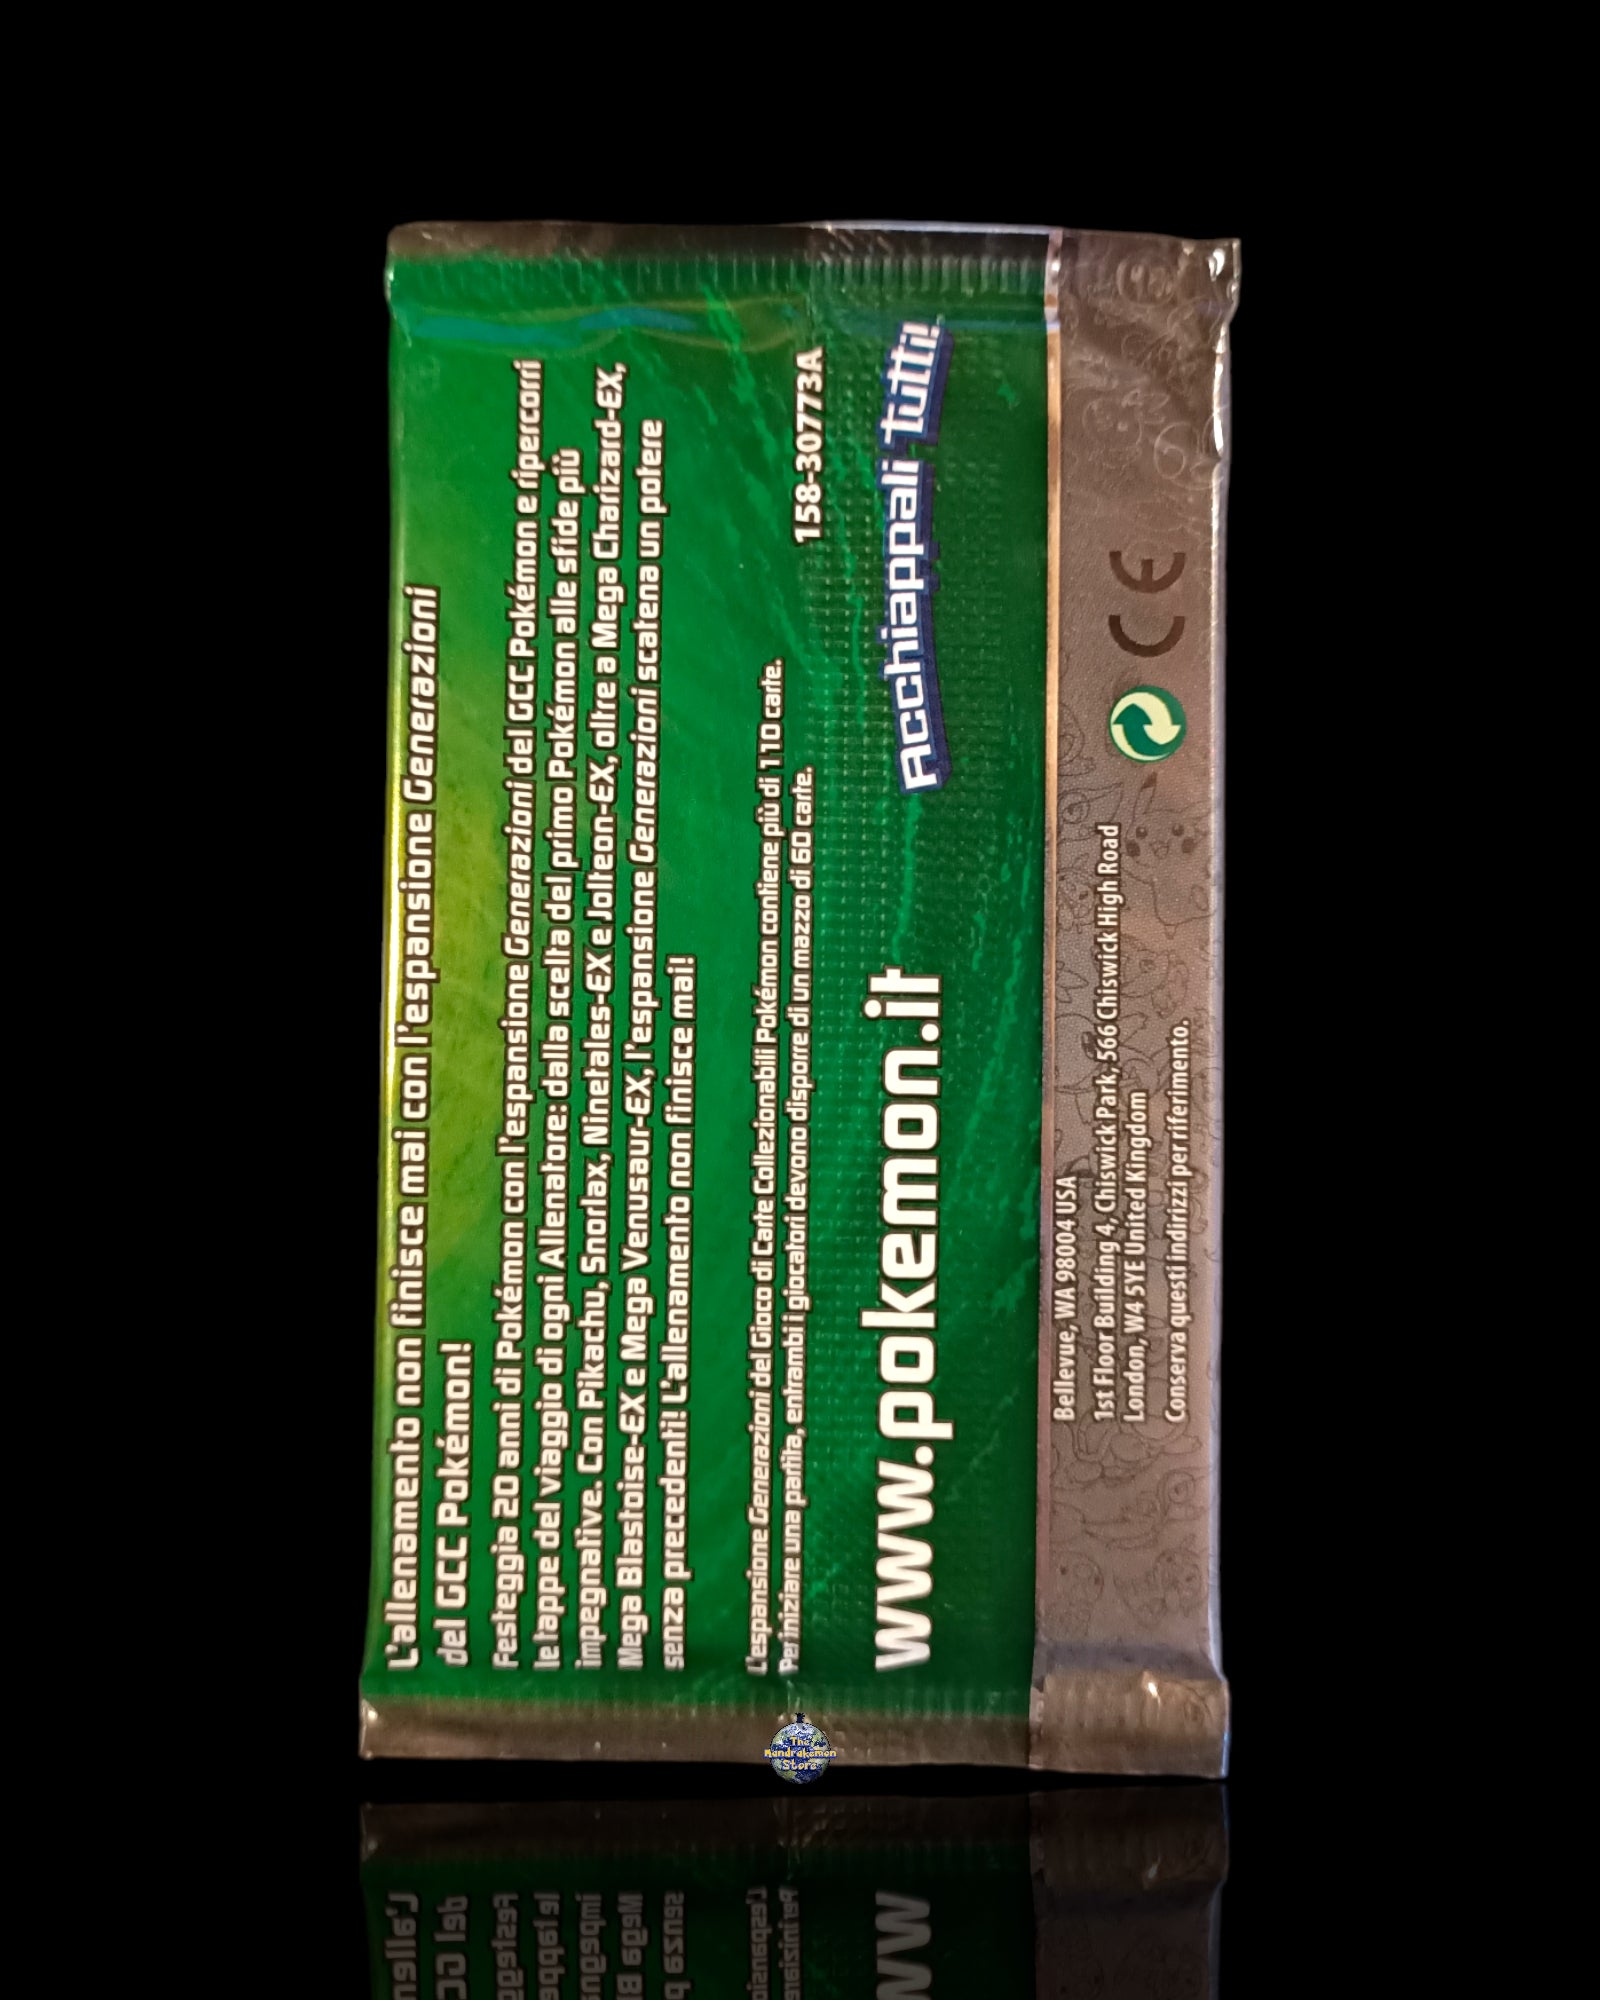 L'allenamento non finisce mai con l'espansione Generazioni
del GCC Pokémon!
Festeggia 20 anni di Pokémon con l'espansione Generazioni del GCC Pokémon e ripercorri
le tappe del viaggio di ogni Allenatore: dalla scelta del primo Pokémon alle sfide più
impegnative. Con Pikachu, Snorlax, Ninetales-EX e Jolteon-EX, oltre a Mega Charizard-EX,
Mega Blastoise-EX e Mega Venusaur-EX, l'espansione Generazioni scatena un potere
senza precedenti! L'allenamento non finisce mai!
L'espansione Generazioni del Gioco di Carte Collezionabili Pokémon contiene più di 110 carte.
Per iniziare una partita, entrambi i giocatori devono disporre di un mazzo di 60 carte.
158-30773A
www.pokemon.it
Acchiappali tutti!
Bellevue, WA 98004 USA
1st Floor Building 4, Chiswick Park, 566 Chiswick High Road
London, W4 5YE United Kingdom
Conserva questi indirizzi per riferimento.
CE
The
Mandrakemon
Store